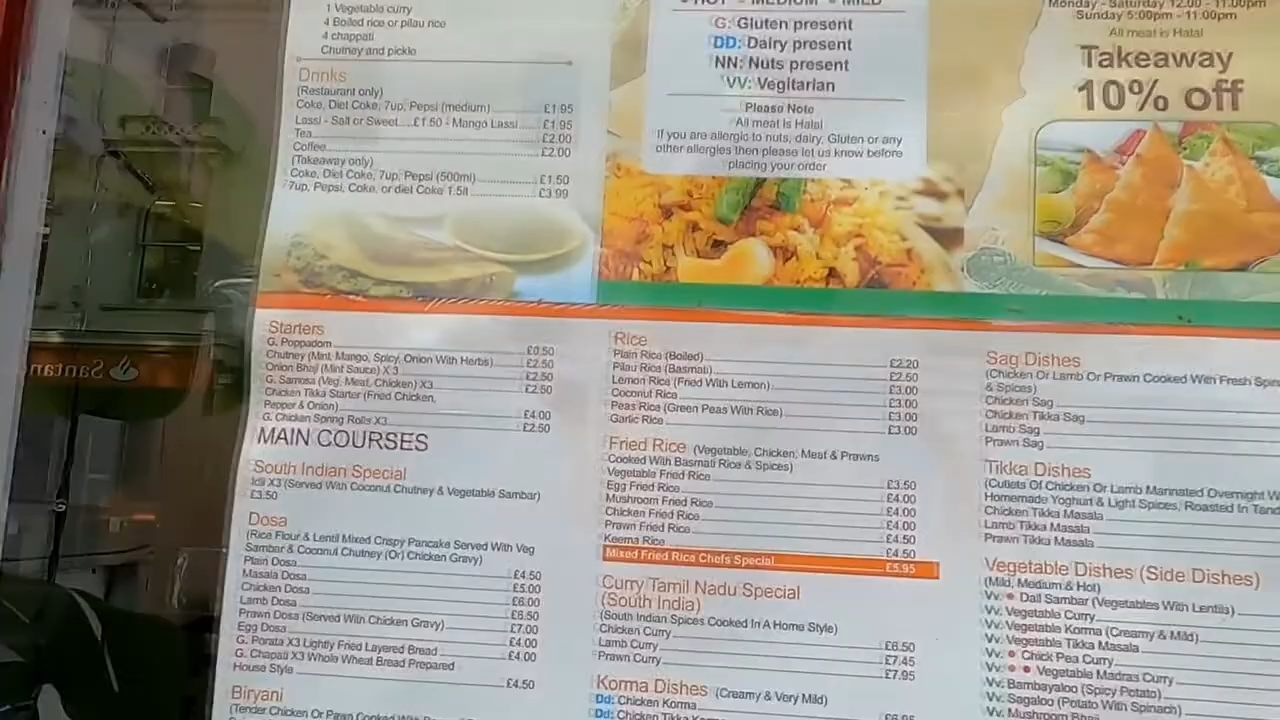 1 Vegetable curry
4 Boiled rice or pilau rice
4 chappati
Chutney and pickle
Drinks
(Restaurant only)
Coke, Diet Coke, 7up, Pepsi (medium) £1.95
Lassi - Salt or Sweet....£1.50 - Mango Lassi £1.95
Tea £2.00
Coffee £2.00
(Takeaway only)
Coke, Diet Coke, 7up, Pepsi (500ml) £1.50
7up, Pepsi, Coke, or diet Coke 1.5lt £3.99
HOT MEDIUM MILD
G: Gluten present
DD: Dairy present
NN: Nuts present
VV: Vegitarian
Please Note
All meat Is Halal
If you are allergic to nuts, dairy, Gluten or any
other allergies then please let us know before
placing your order
Monday - Saturday 12:00 - 11:00pm
Sunday 5:00pm - 11:00pm
All meat is Halal
Takeaway
10% off
Santan
Starters
G. Poppadom £0.50
Chutney (Mint, Mango, Spicy, Onion With Herbs) £2.50
Onion Bhaji (Mint Sauce) X 3 £2.50
G. Samosa (Veg, Meat, Chicken) X3 £2.50
Chicken Tikka Starter (Fried Chicken,
Pepper & Onion) £4.00
G. Chicken Spring Rolls X3 £2.50
MAIN COURSES
South Indian Special
Idli X3 (Served With Coconut Chutney & Vegetable Sambar)
£3.50
Dosa
(Rice Flour & Lentil Mixed Crispy Pancake Served With Veg
Sambar & Coconut Chutney (Or) Chicken Gravy)
Plain Dosa £4.50
Masala Dosa £5.00
Chicken Dosa £6.00
Lamb Dosa £6.50
Prawn Dosa (Served With Chicken Gravy) £7.00
Egg Dosa £4.00
G. Porata X3 Lightly Fried Layered Bread £4.00
G. Chapati X3 Whole Wheat Bread Prepared
House Style £4.50
Biryani
(Tender Chicken Or Pawn Cooked With
Rice
Plain Rice (Boiled) £2.20
Pilau Rice (Basmati) £2.50
Lemon Rice (Fried With Lemon) £3.00
Coconut Rice £3.00
Peas Rice (Green Peas With Rice) £3.00
Garlic Rice £3.00
Fried Rice (Vegetable, Chicken, Meat & Prawns
Cooked With Basmati Rice & Spices)
Vegetable Fried Rice £3.50
Egg Fried Rice £4.00
Mushroom Fried Rice £4.00
Chicken Fried Rice £4.00
Prawn Fried Rice £4.50
Keema Rice £4.50
Mixed Fried Rice Chefs Special £5.95
Curry Tamil Nadu Special
(South India)
(South Indian Spices Cooked In A Home Style)
Chicken Curry £6.50
Lamb Curry £7.45
Prawn Curry £7.95
Korma Dishes (Creamy & Very Mild)
Dd: Chicken Korma £6.95
Dd: Chicken Tikka Korma
Sag Dishes
(Chicken Or Lamb Or Prawn Cooked With Fresh
& Spices)
Chicken Sag
Chicken Tikka Sag
Lamb Sag
Prawn Sag
Tikka Dishes
(Cutlets Of Chicken Or Lamb Marinated Overnight
Homemade Yoghurt & Light Spices, Roasted In
Chicken Tikka Masala
Lamb Tikka Masala
Prawn Tikka Masala
Vegetable Dishes (Side Dishes)
(Mild, Medium & Hot)
Vv: Dall Sambar (Vegetables With Lentils)
Vv: Vegetable Curry
Vv: Vegetable Korma (Creamy & Mild)
Vv: Vegetable Tikka Masala
Vv: Chick Pea Curry
Vv: Vegetable Madras Curry
Vv: Bambayaloo (Spicy Potato)
Vv: Sagaloo (Potato With Spinach)
Vv: Mushroom Bhaji